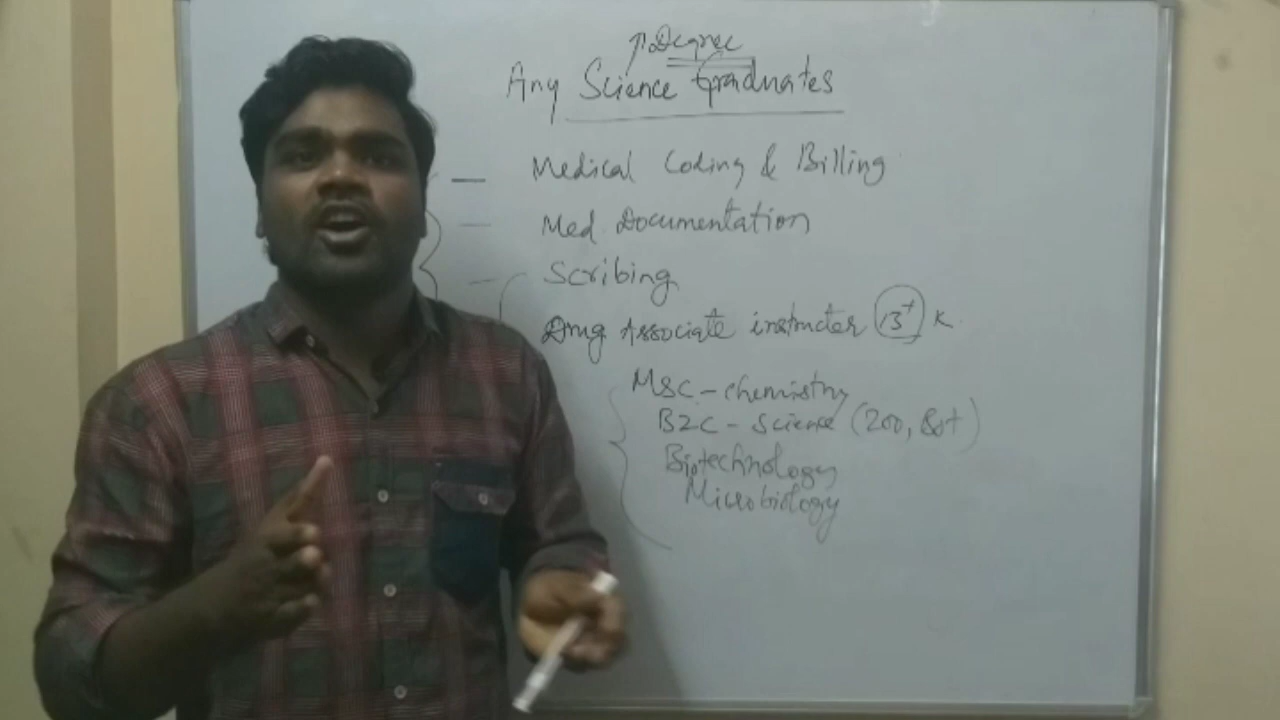 Degree
Any Science Graduates
Medical Coding & Billing
Med. Documentation
Scribing
Drug Associate instructer 13+ K
MSC - chemistry
BZC - Science (Zoo, Bot)
Biotechnology
Microbiology